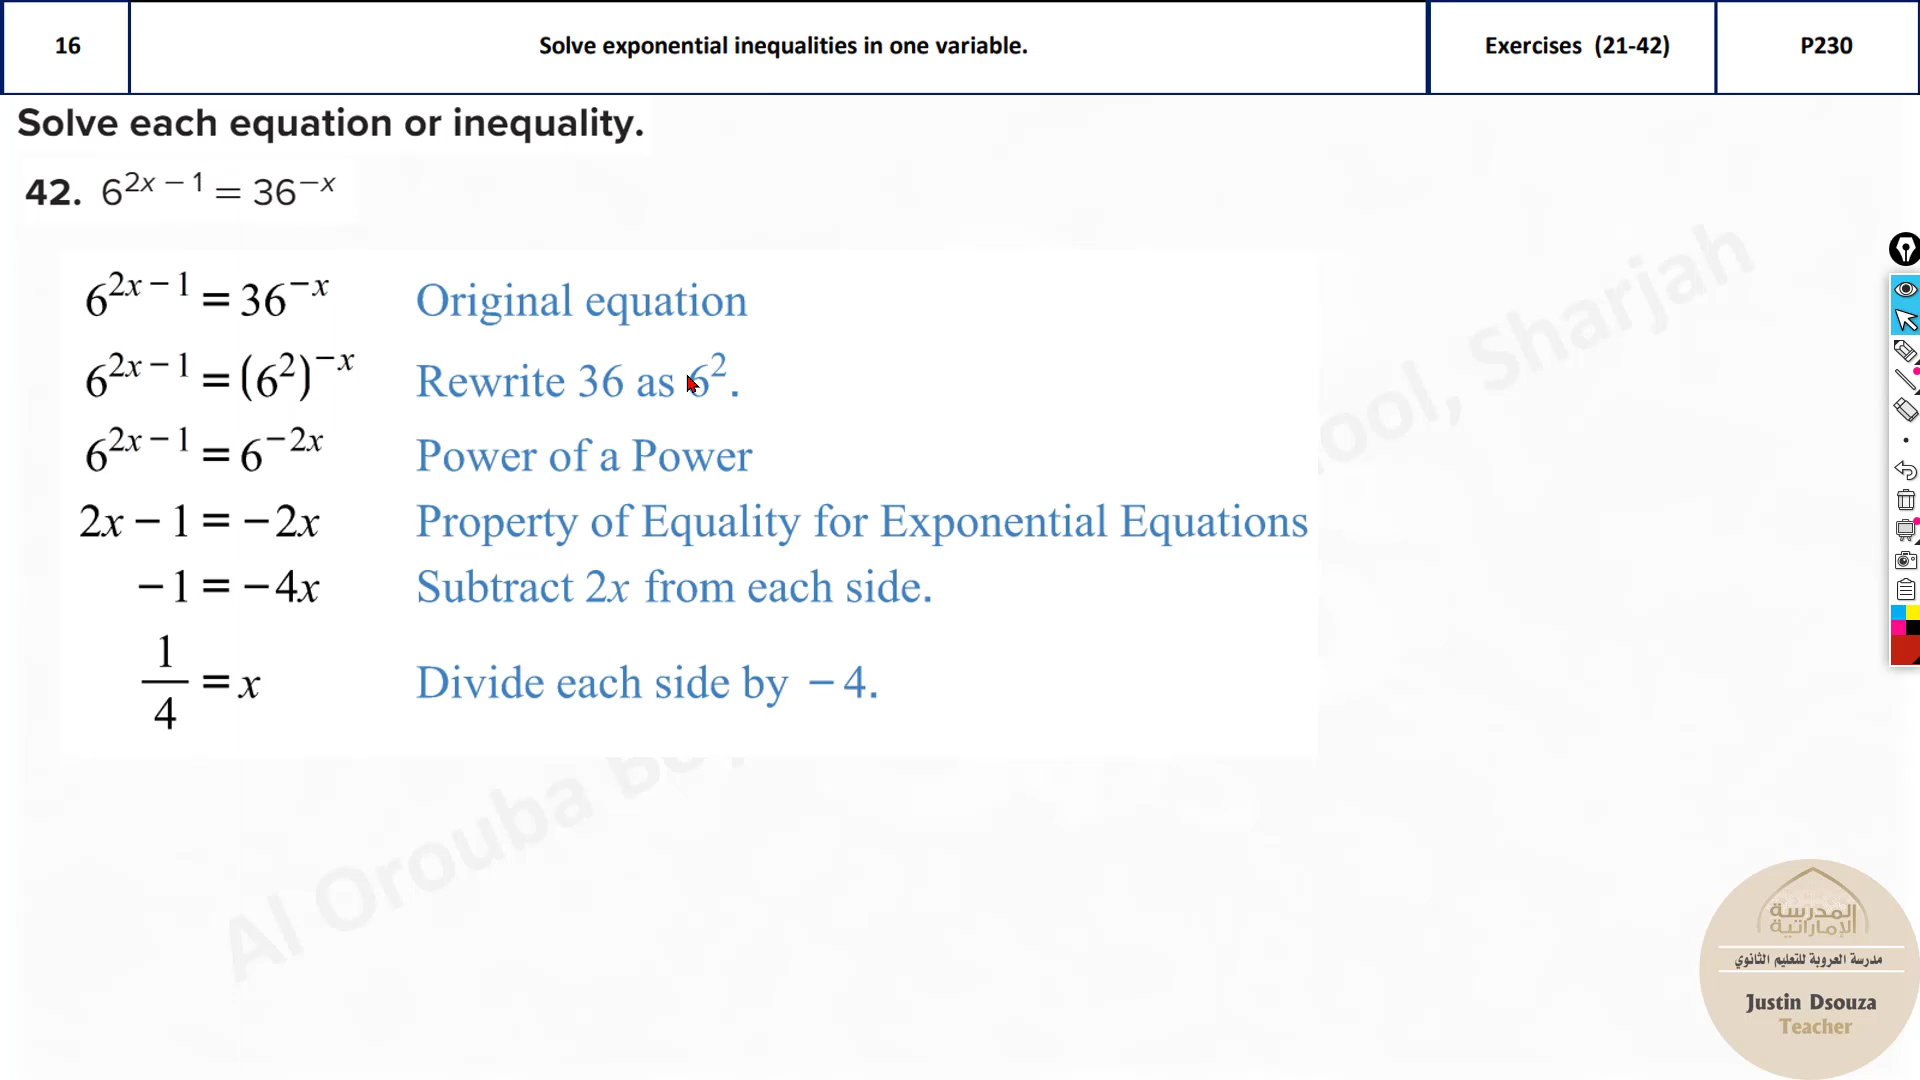 16 Solve exponential inequalities in one variable. Exercises (21-42) P230
Solve each equation or inequality.
42. 6^{2x − 1} = 36^{−x}
6^{2x − 1} = 36^{−x} Original equation
6^{2x − 1} = (6^2)^{−x} Rewrite 36 as 6^2.
6^{2x − 1} = 6^{−2x} Power of a Power
2x − 1 = −2x Property of Equality for Exponential Equations
−1 = −4x Subtract 2x from each side.
1/4 = x Divide each side by −4.
ool, Sharjah
Al Orouba
المدرسة
الإماراتية
مدرسة العروبة للتعليم الثانوي
Justin Dsouza
Teacher